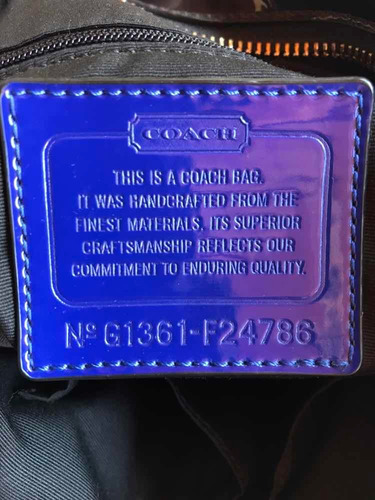 COACH
THIS IS A COACH BAG.
IT WAS HANDCRAFTED FROM THE
FINEST MATERIALS. ITS SUPERIOR
CRAFTSMANSHIP REFLECTS OUR
COMMITMENT TO ENDURING QUALITY.
Nº G1361-F24786